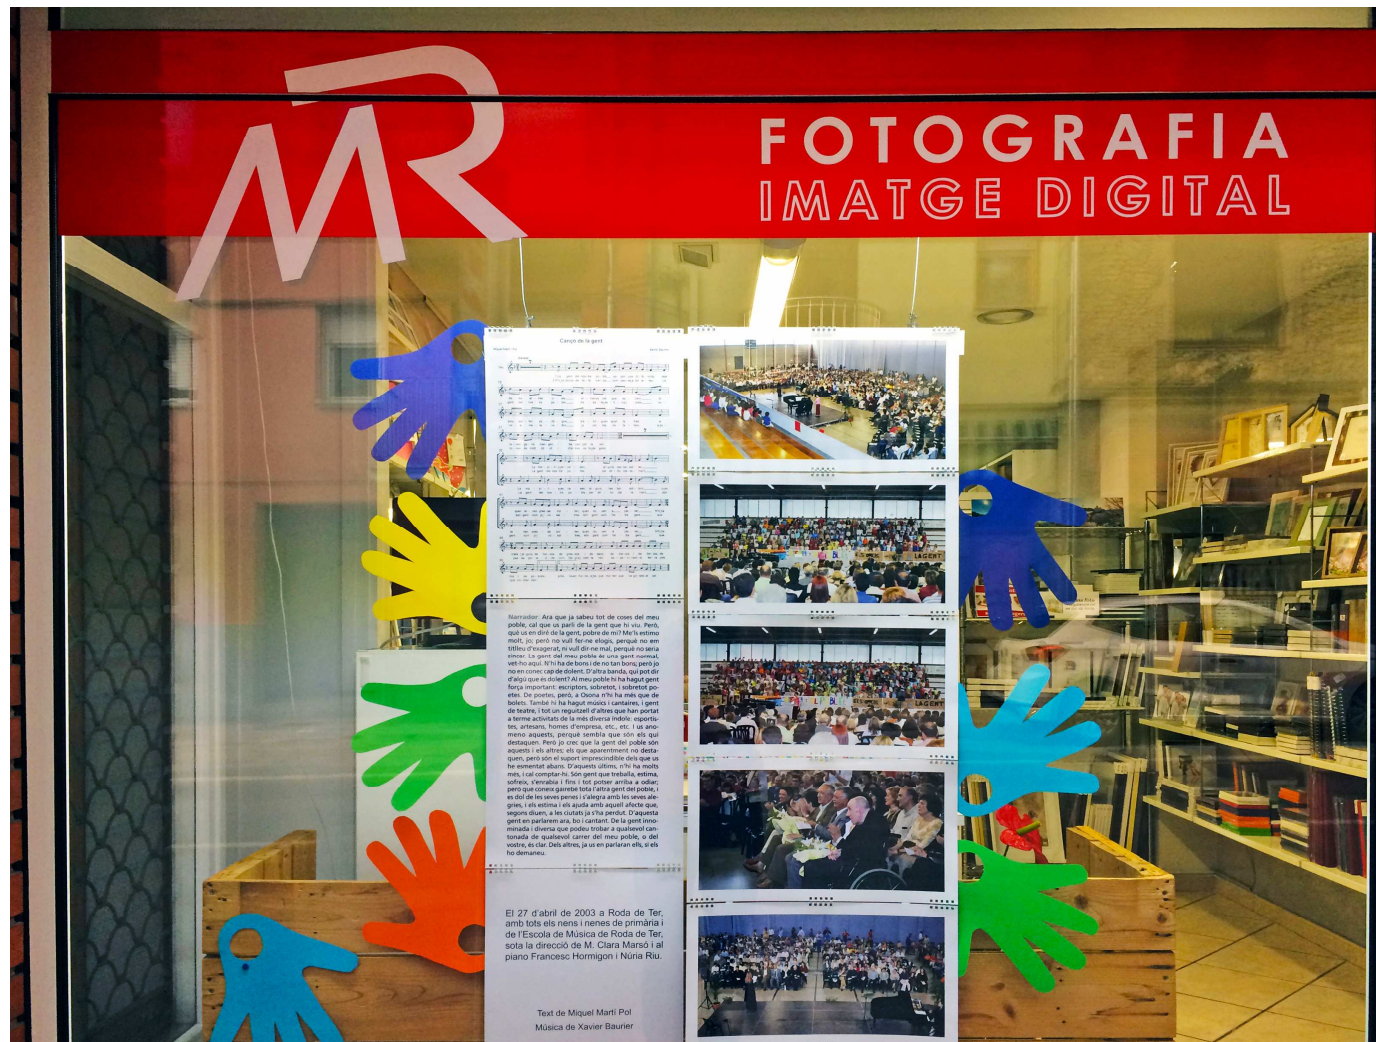 MR
FOTOGRAFIA
IMATGE DIGITAL
Cançó de la gent
Narrador: Ara que ja sabeu tot de coses del meu
poble, cal que us parli de la gent que hi viu. Però,
què us en diré de la gent, pobre de mi? Me'ls estimo
molt, jo; però no vull fer-ne elogis, perquè no em
titlleu d'exagerat, ni vull dir-ne mal, perquè no seria
sincer. La gent del meu poble és una gent normal,
vet-ho aquí. N'hi ha de bons i de no tan bons; però jo
no en conec cap de dolent. D'altra banda, qui pot dir
d'algú que és dolent? Al meu poble hi ha hagut gent
força important: escriptors, sobretot, i sobretot po-
etes. De poetes, però, a Osona n'hi ha més que de
bolets. També hi ha hagut músics i cantaires, i gent
de teatre, i tot un reguitzell d'altres que han portat
a terme activitats de la més diversa índole: esportis-
tes, artesans, homes d'empresa, etc., etc. I us ano-
meno aquests, perquè sembla que són els qui
destaquen. Però jo crec que la gent del poble són
aquests i els altres; els que aparentment no desta-
quen, però són el suport imprescindible dels que us
he esmentat abans. D'aquests últims, n'hi ha molts
més, i cal comptar-hi. Són gent que treballa, estima,
sofreix, s'enrabia i fins i tot potser arriba a odiar,
pero que coneix gairebe tota l'altra gent del poble, i
es dol de les seves penes i s'alegra amb les seves ale-
gries, i els estima i els ajuda amb aquell afecte que,
segons diuen, a les ciutats ja s'ha perdut. D'aquesta
gent en parlarem ara, bo i cantant. De la gent inno-
minada i diversa que podeu trobar a qualsevol can-
tonada de qualsevol carrer del meu poble, o del
vostre, és clar. Dels altres, ja us en parlaran ells, si els
ho demaneu.
El 27 d'abril de 2003 a Roda de Ter,
amb tots els nens i nenes de primària i
de l'Escola de Música de Roda de Ter,
sota la direcció de M. Clara Marsó i al
piano Francesc Hormigon i Núria Riu.
Text de Miquel Martí Pol
Música de Xavier Baurier
LA GENT
LA GENT